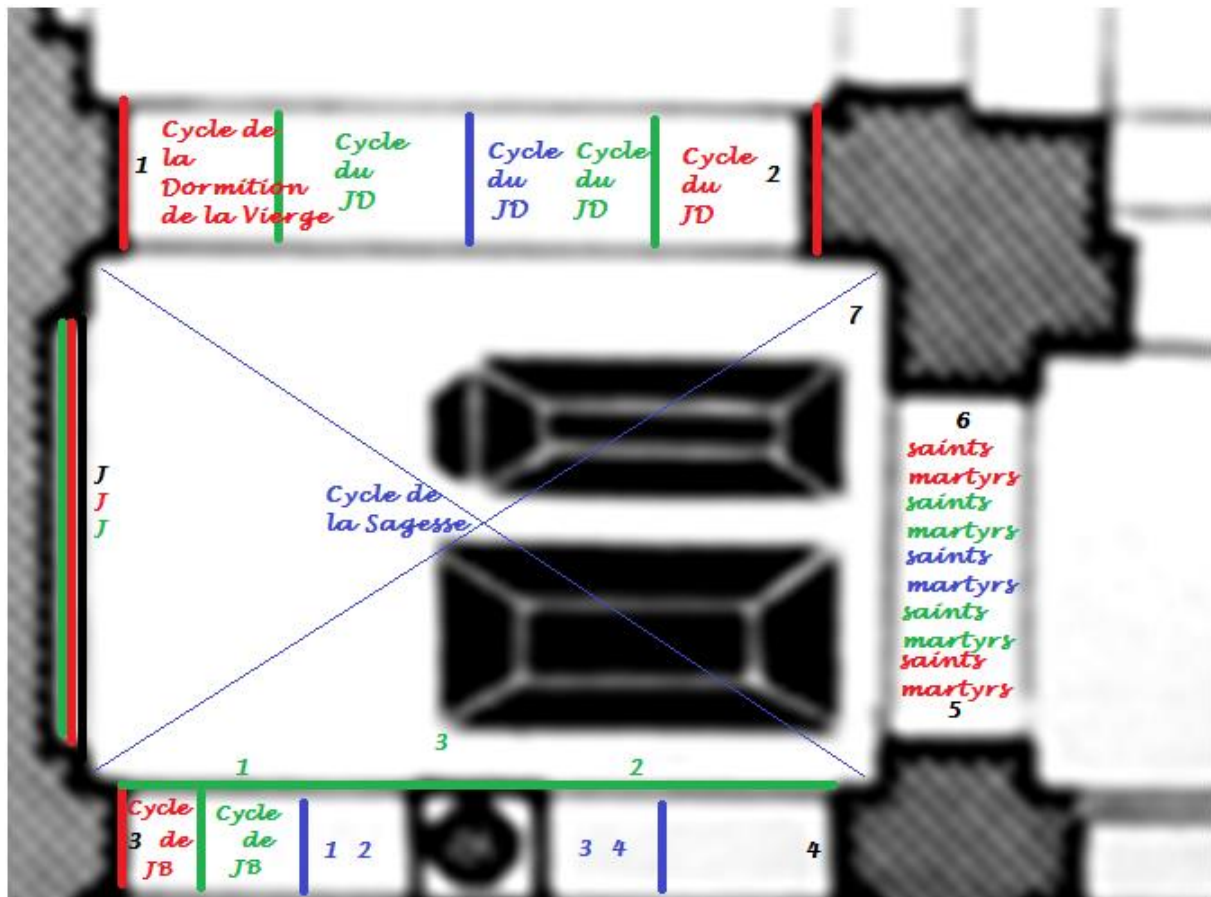 1
Cycle de
la
Dormition
de la Vierge
Cycle
du
JD
Cycle
du
JD
Cycle
du
JD
Cycle
du
JD
2
7
J
J
J
Cycle de
la Sagesse
6
saints
martyrs
saints
martyrs
saints
martyrs
saints
martyrs
saints
martyrs
5
3
1
2
Cycle
3 de
JB
Cycle
de
JB
1 2
3 4
4